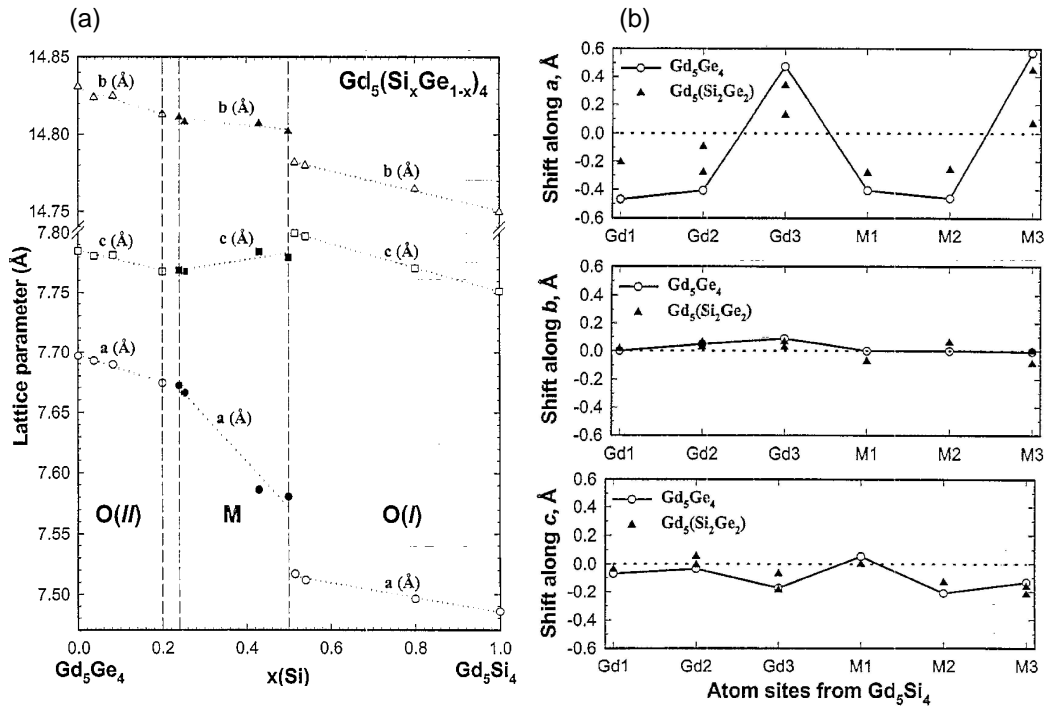 (a)
Gd5(SixGe1-x)4
Lattice parameter (Å)
14.85
14.80
14.75
7.80
7.75
7.70
7.65
7.60
7.55
7.50
b (Å)
b (Å)
b (Å)
c (Å)
c (Å)
c (Å)
a (Å)
a (Å)
a (Å)
O(II)
M
O(I)
0.0 0.2 0.4 0.6 0.8 1.0
Gd5Ge4 x(Si) Gd5Si4
(b)
Shift along a, Å
0.6
0.4
0.2
0.0
-0.2
-0.4
-0.6
Gd5Ge4
Gd5(Si2Ge2)
Gd1 Gd2 Gd3 M1 M2 M3
Shift along b, Å
0.6
0.4
0.2
0.0
-0.2
-0.4
-0.6
Gd5Ge4
Gd5(Si2Ge2)
Gd1 Gd2 Gd3 M1 M2 M3
Shift along c, Å
0.6
0.4
0.2
0.0
-0.2
-0.4
-0.6
Gd5Ge4
Gd5(Si2Ge2)
Gd1 Gd2 Gd3 M1 M2 M3
Atom sites from Gd5Si4